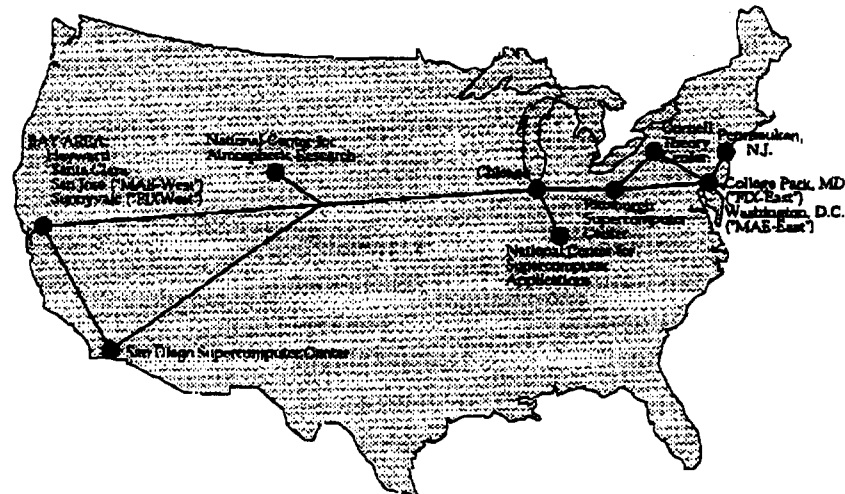 BAY AREA:
Hayward
Santa Clara
San Jose ("MAE-West")
Sunnyvale ("FIXWest")
National Center for
Atmospheric Research
Chicago
Cornell
Theory
Center
Pennsauken,
N.J.
College Park, MD
("FIX-East")
Washington, D.C.
("MAE-East")
Pittsburgh
Supercomputer
Center
National Center for
Supercomputer
Applications
San Diego Supercomputer Center